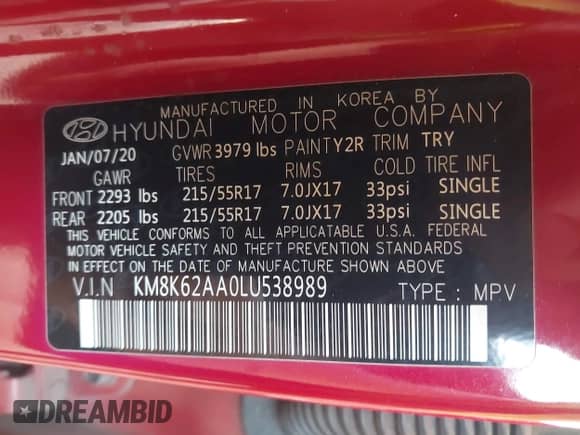 MANUFACTURED IN KOREA BY
HYUNDAI MOTOR COMPANY
JAN/07/20 GVWR 3979 lbs PAINT Y2R TRIM TRY
GAWR TIRES RIMS COLD TIRE INFL
FRONT 2293 lbs 215/55R17 7.0JX17 33psi SINGLE
REAR 2205 lbs 215/55R17 7.0JX17 33psi SINGLE
THIS VEHICLE CONFORMS TO ALL APPLICATABLE U.S.A. FEDERAL
MOTOR VEHICLE SAFETY AND THEFT PREVENTION STANDARDS
IN EFFECT ON THE DATE OF MANUFACTURE SHOWN ABOVE.
V.I.N KM8K62AA0LU538989 TYPE : MPV
DREAMBID